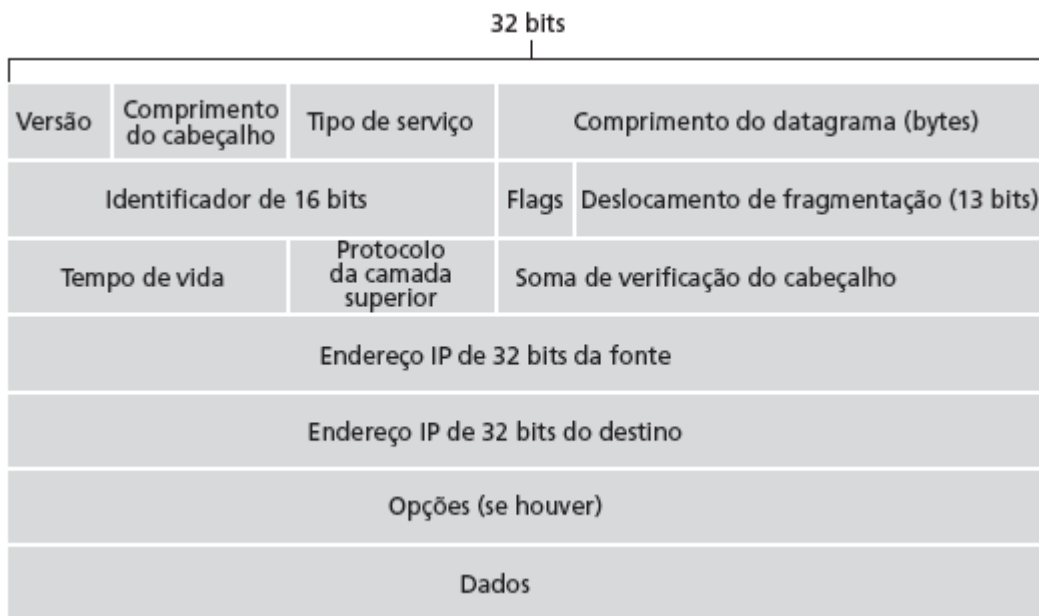 32 bits
Versão
Comprimento
do cabeçalho
Tipo de serviço
Comprimento do datagrama (bytes)
Identificador de 16 bits
Flags
Deslocamento de fragmentação (13 bits)
Tempo de vida
Protocolo
da camada
superior
Soma de verificação do cabeçalho
Endereço IP de 32 bits da fonte
Endereço IP de 32 bits do destino
Opções (se houver)
Dados